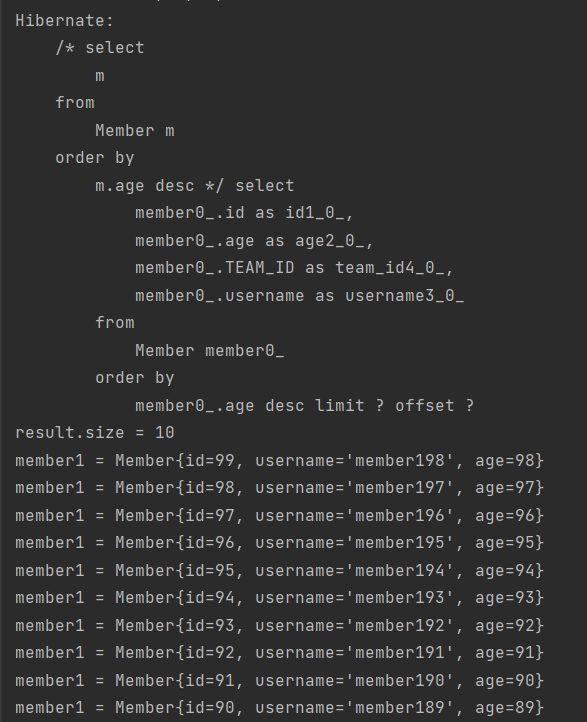 Hibernate:
/* select
m
from
Member m
order by
m.age desc */ select
member0_.id as id1_0_,
member0_.age as age2_0_,
member0_.TEAM_ID as team_id4_0_,
member0_.username as username3_0_
from
Member member0_
order by
member0_.age desc limit ? offset ?
result.size = 10
member1 = Member{id=99, username='member198', age=98}
member1 = Member{id=98, username='member197', age=97}
member1 = Member{id=97, username='member196', age=96}
member1 = Member{id=96, username='member195', age=95}
member1 = Member{id=95, username='member194', age=94}
member1 = Member{id=94, username='member193', age=93}
member1 = Member{id=93, username='member192', age=92}
member1 = Member{id=92, username='member191', age=91}
member1 = Member{id=91, username='member190', age=90}
member1 = Member{id=90, username='member189', age=89}